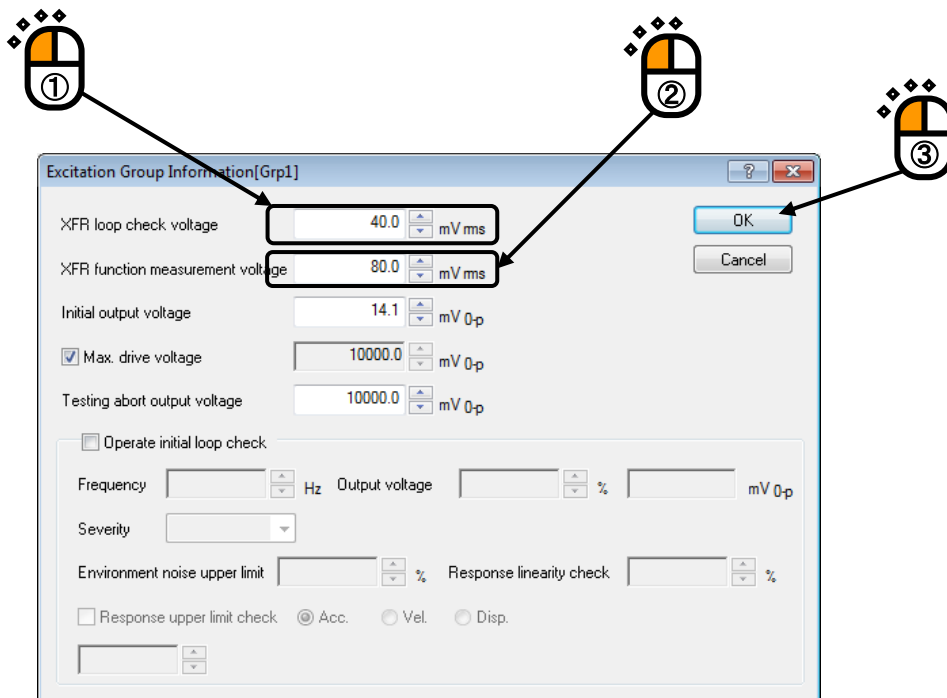 ① ② ③
Excitation Group Information[Grp1]
XFR loop check voltage 40.0 mV rms OK
XFR function measurement voltage 80.0 mV rms Cancel
Initial output voltage 14.1 mV 0-p
Max. drive voltage 10000.0 mV 0-p
Testing abort output voltage 10000.0 mV 0-p
Operate initial loop check
Frequency Hz Output voltage % mV 0-p
Severity
Environment noise upper limit % Response linearity check %
Response upper limit check Acc. Vel. Disp.